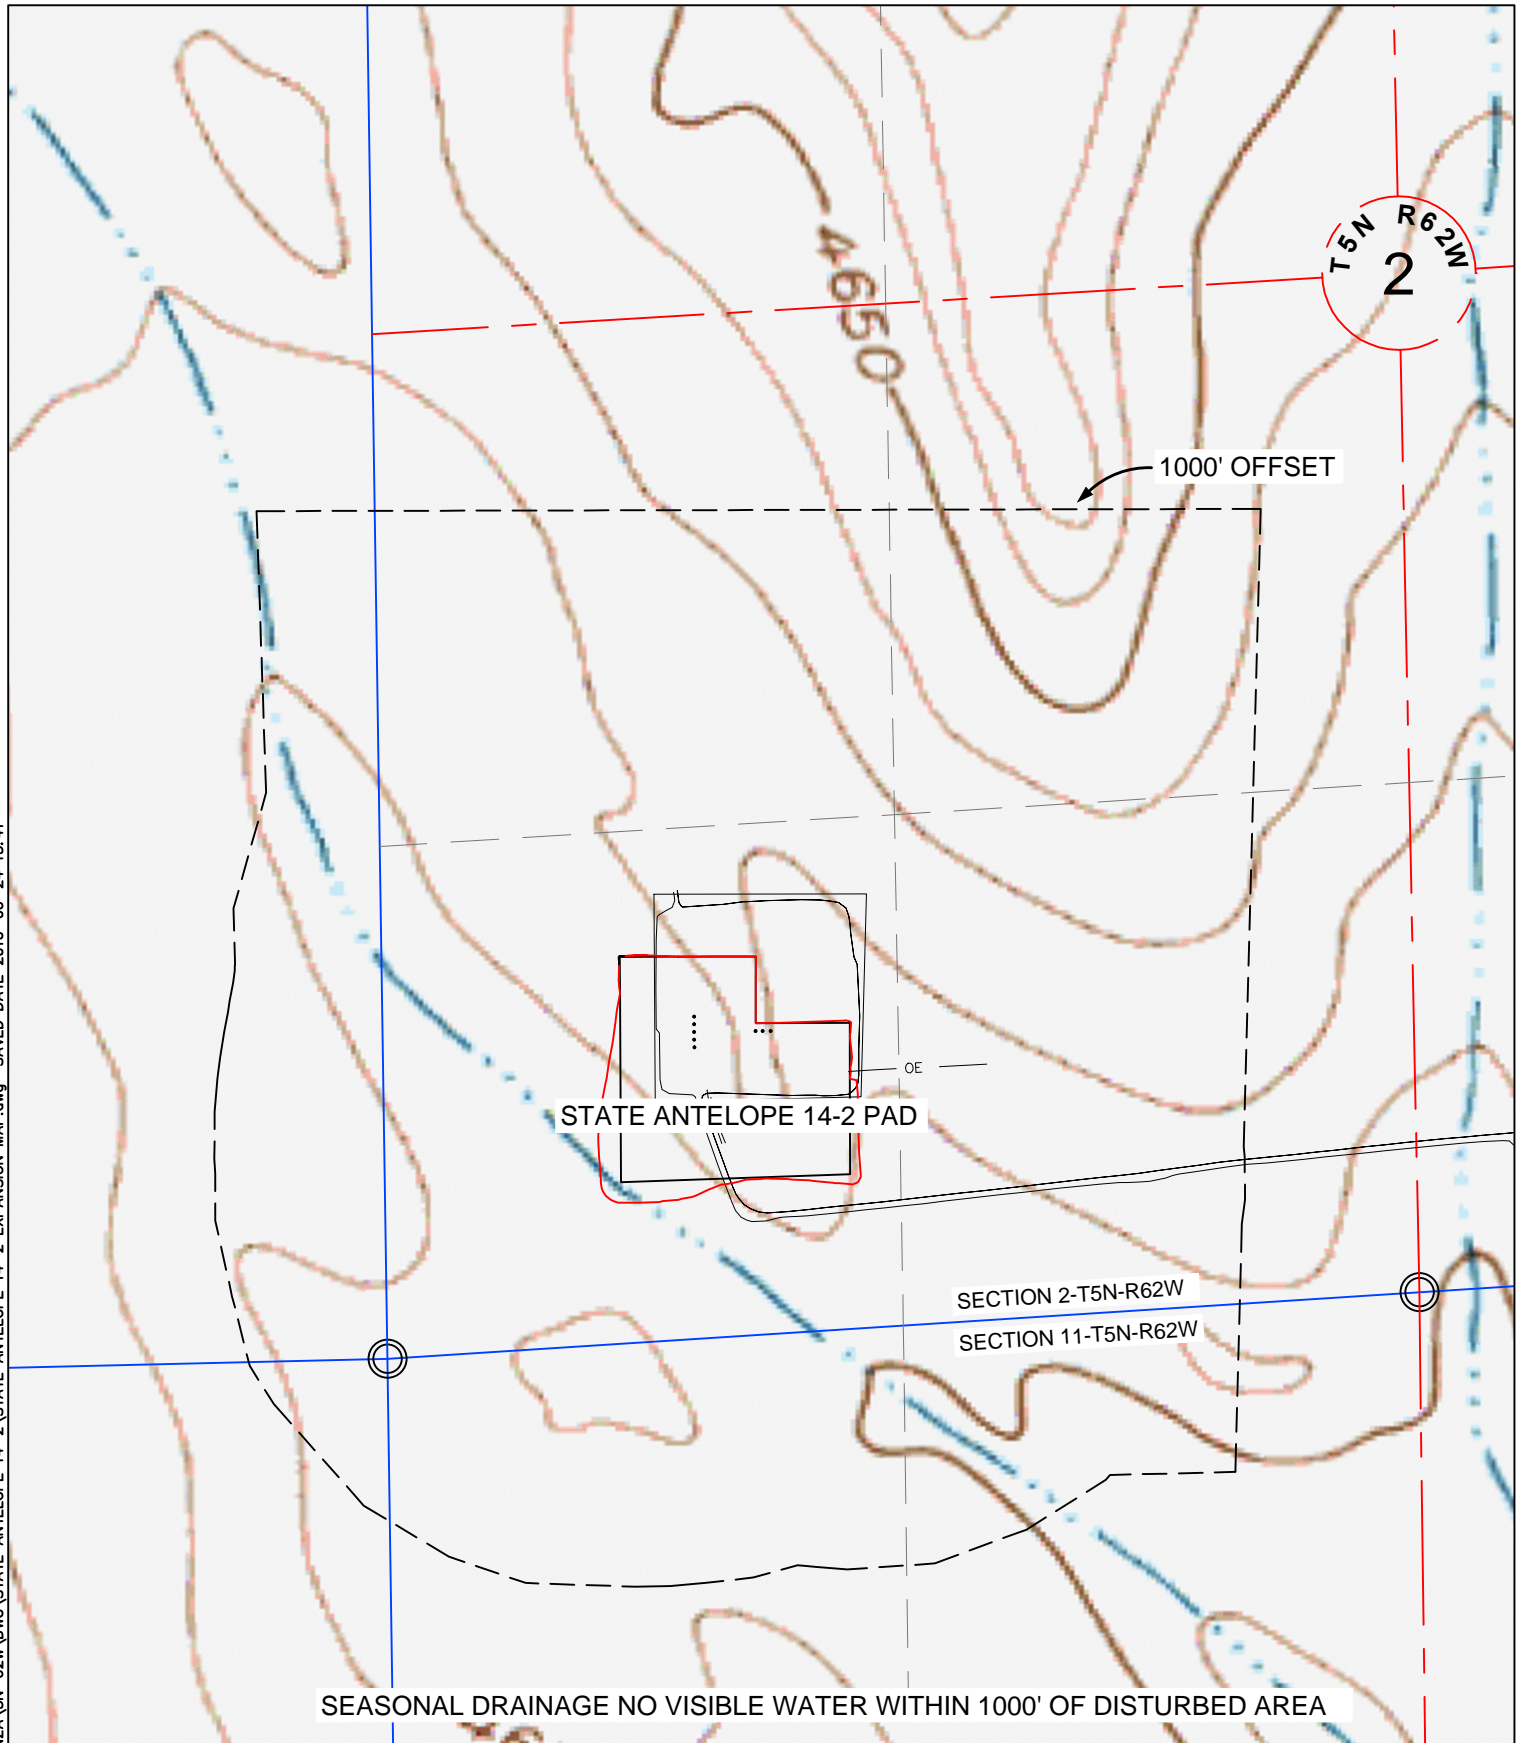 T5N R62W
2
4650
1000' OFFSET
OE
STATE ANTELOPE 14-2 PAD
SECTION 2-T5N-R62W
SECTION 11-T5N-R62W
SEASONAL DRAINAGE NO VISIBLE WATER WITHIN 1000' OF DISTURBED AREA